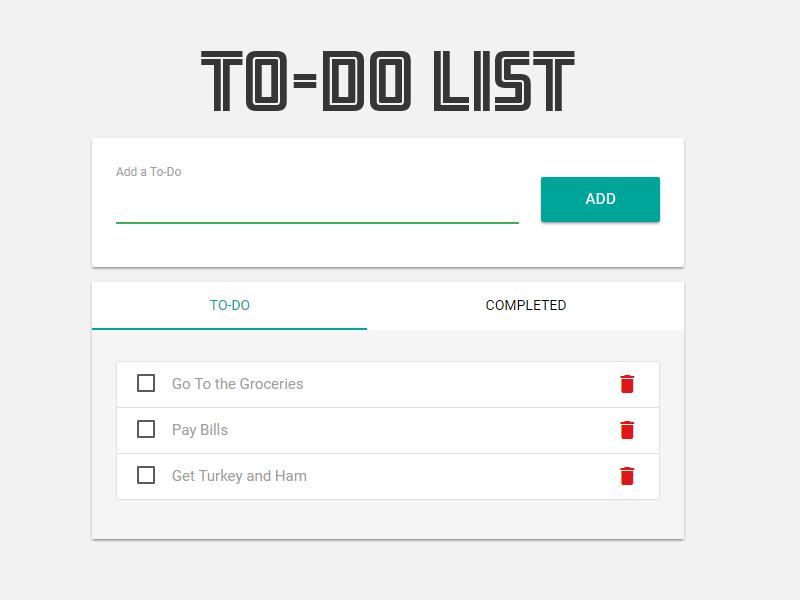 TO-DO LIST
Add a To-Do
ADD
TO-DO
COMPLETED
Go To the Groceries
Pay Bills
Get Turkey and Ham